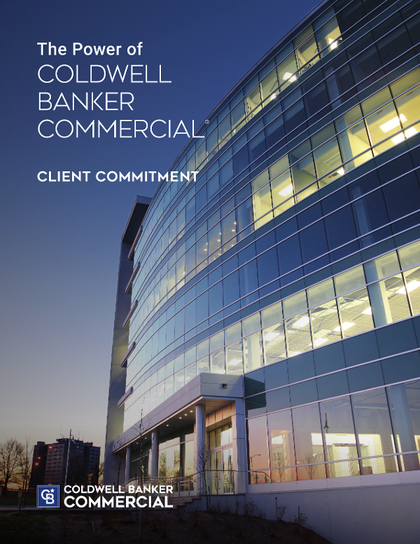 The Power of
COLDWELL
BANKER
COMMERCIAL®
CLIENT COMMITMENT
CB
COLDWELL BANKER
COMMERCIAL